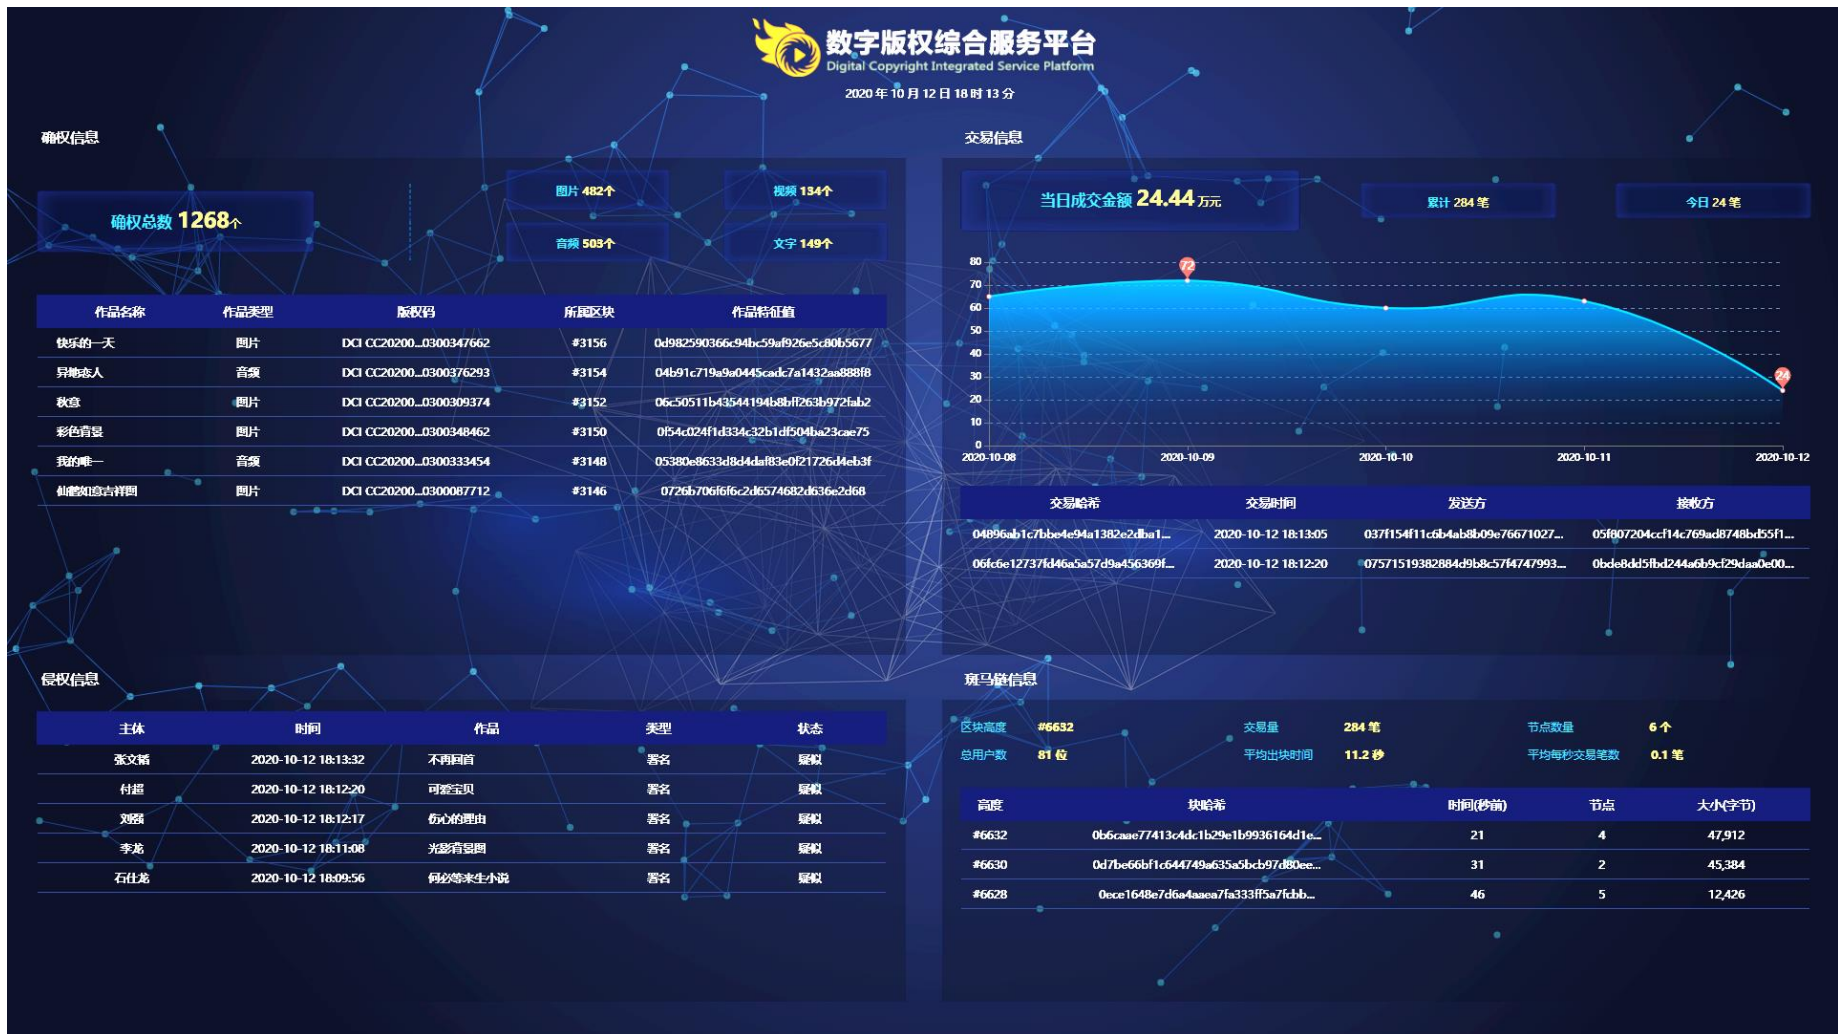 数字版权综合服务平台
Digital Copyright Integrated Service Platform
2020 年 10 月 12 日 18 时 13 分
确权信息
确权总数 1268个
图片 482个
视频 134个
音频 503个
文字 149个
作品名称 作品类型 版权码 所属区块 作品特征值
快乐的一天 图片 DCI CC20200...0300347662 #3156 0d982590366c94bc59af926e5c80b5677
异地恋人 音频 DCI CC20200...0300376293 #3154 04b91c719a9a0445cadc7a1432aa888f8
秋意 图片 DCI CC20200...0300309374 #3152 06c50511b43544194b8bff263b972fab2
彩色背景 图片 DCI CC20200...0300348462 #3150 0f54c024f1d334c32b1df504ba23cae75
我的唯一 音频 DCI CC20200...0300333454 #3148 05380e8633d8d4daf83e0f21726d4eb3f
仙鹤如意吉祥图 图片 DCI CC20200...0300087712 #3146 0726b706f6f6c2d6574682d636e2d68
交易信息
当日成交金额 24.44 万元
累计 284 笔
今日 24 笔
80
70
60
50
40
30
20
10
0
72
24
2020-10-08 2020-10-09 2020-10-10 2020-10-11 2020-10-12
交易哈希 交易时间 发送方 接收方
04896ab1c7bbe4e94a1382e2dba1... 2020-10-12 18:13:05 037f154f11c6b4ab8b09e76671027... 05f807204ccf14c769ad8748bd55f1...
06fc6e12737fd46a5a57d9a456369f... 2020-10-12 18:12:20 07571519382884d9b8c57f4747993... 0bde8dd5fbd244a6b9cf29daa0e00...
侵权信息
主体 时间 作品 类型 状态
张文韬 2020-10-12 18:13:32 不再回首 署名 疑似
付超 2020-10-12 18:12:20 可爱宝贝 署名 疑似
刘强 2020-10-12 18:12:17 伤心的理由 署名 疑似
李龙 2020-10-12 18:11:08 光影背景图 署名 疑似
石仕龙 2020-10-12 18:09:56 何必等来生小说 署名 疑似
斑马链信息
区块高度 #6632 交易量 284 笔 节点数量 6 个
总用户数 81 位 平均出块时间 11.2 秒 平均每秒交易笔数 0.1 笔
高度 块哈希 时间(秒前) 节点 大小(字节)
#6632 0b6caae77413c4dc1b29e1b9936164d1e... 21 4 47,912
#6630 0d7be66bf1c644749a635a5bcb97d80ee... 31 2 45,384
#6628 0ece1648e7d6a4aaea7fa333ff5a7fcbb... 46 5 12,426